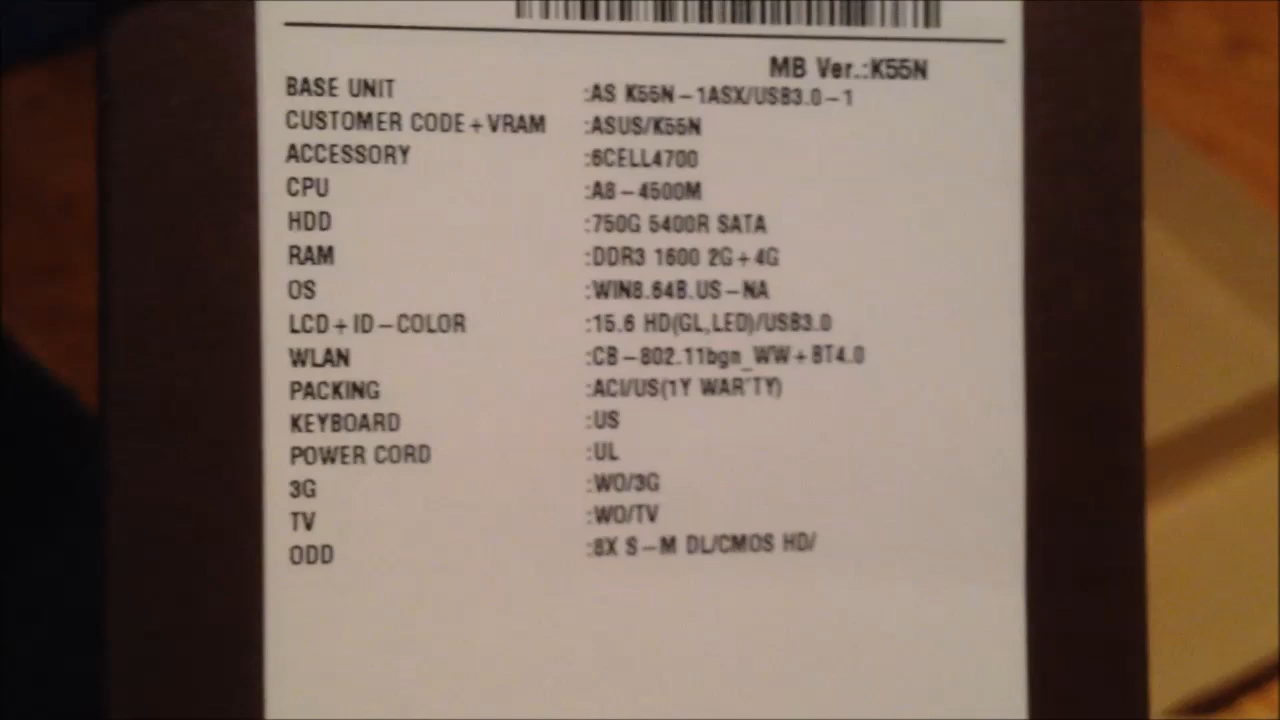 MB Ver.:K55N
BASE UNIT :AS K55N-1ASX/USB3.0-1
CUSTOMER CODE+VRAM :ASUS/K55N
ACCESSORY :6CELL4700
CPU :A8-4500M
HDD :750G 5400R SATA
RAM :DDR3 1600 2G+4G
OS :WIN8.64B.US-NA
LCD+ID-COLOR :15.6 HD(GL,LED)/USB3.0
WLAN :CB-802.11bgn_WW+BT4.0
PACKING :ACI/US(1Y WAR'TY)
KEYBOARD :US
POWER CORD :UL
3G :WO/3G
TV :WO/TV
ODD :8X S-M DL/CMOS HD/